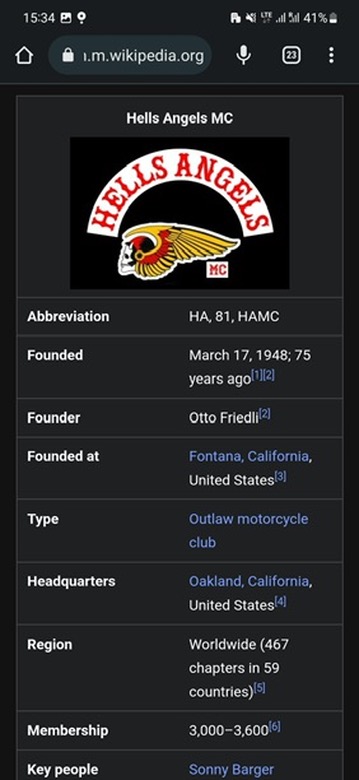 15:34 LTE 41%
ı.m.wikipedia.org 23
Hells Angels MC
HELLS ANGELS
MC
Abbreviation HA, 81, HAMC
Founded March 17, 1948; 75
years ago[1][2]
Founder Otto Friedli[2]
Founded at Fontana, California,
United States[3]
Type Outlaw motorcycle
club
Headquarters Oakland, California,
United States[4]
Region Worldwide (467
chapters in 59
countries)[5]
Membership 3,000–3,600[6]
Key people Sonny Barger